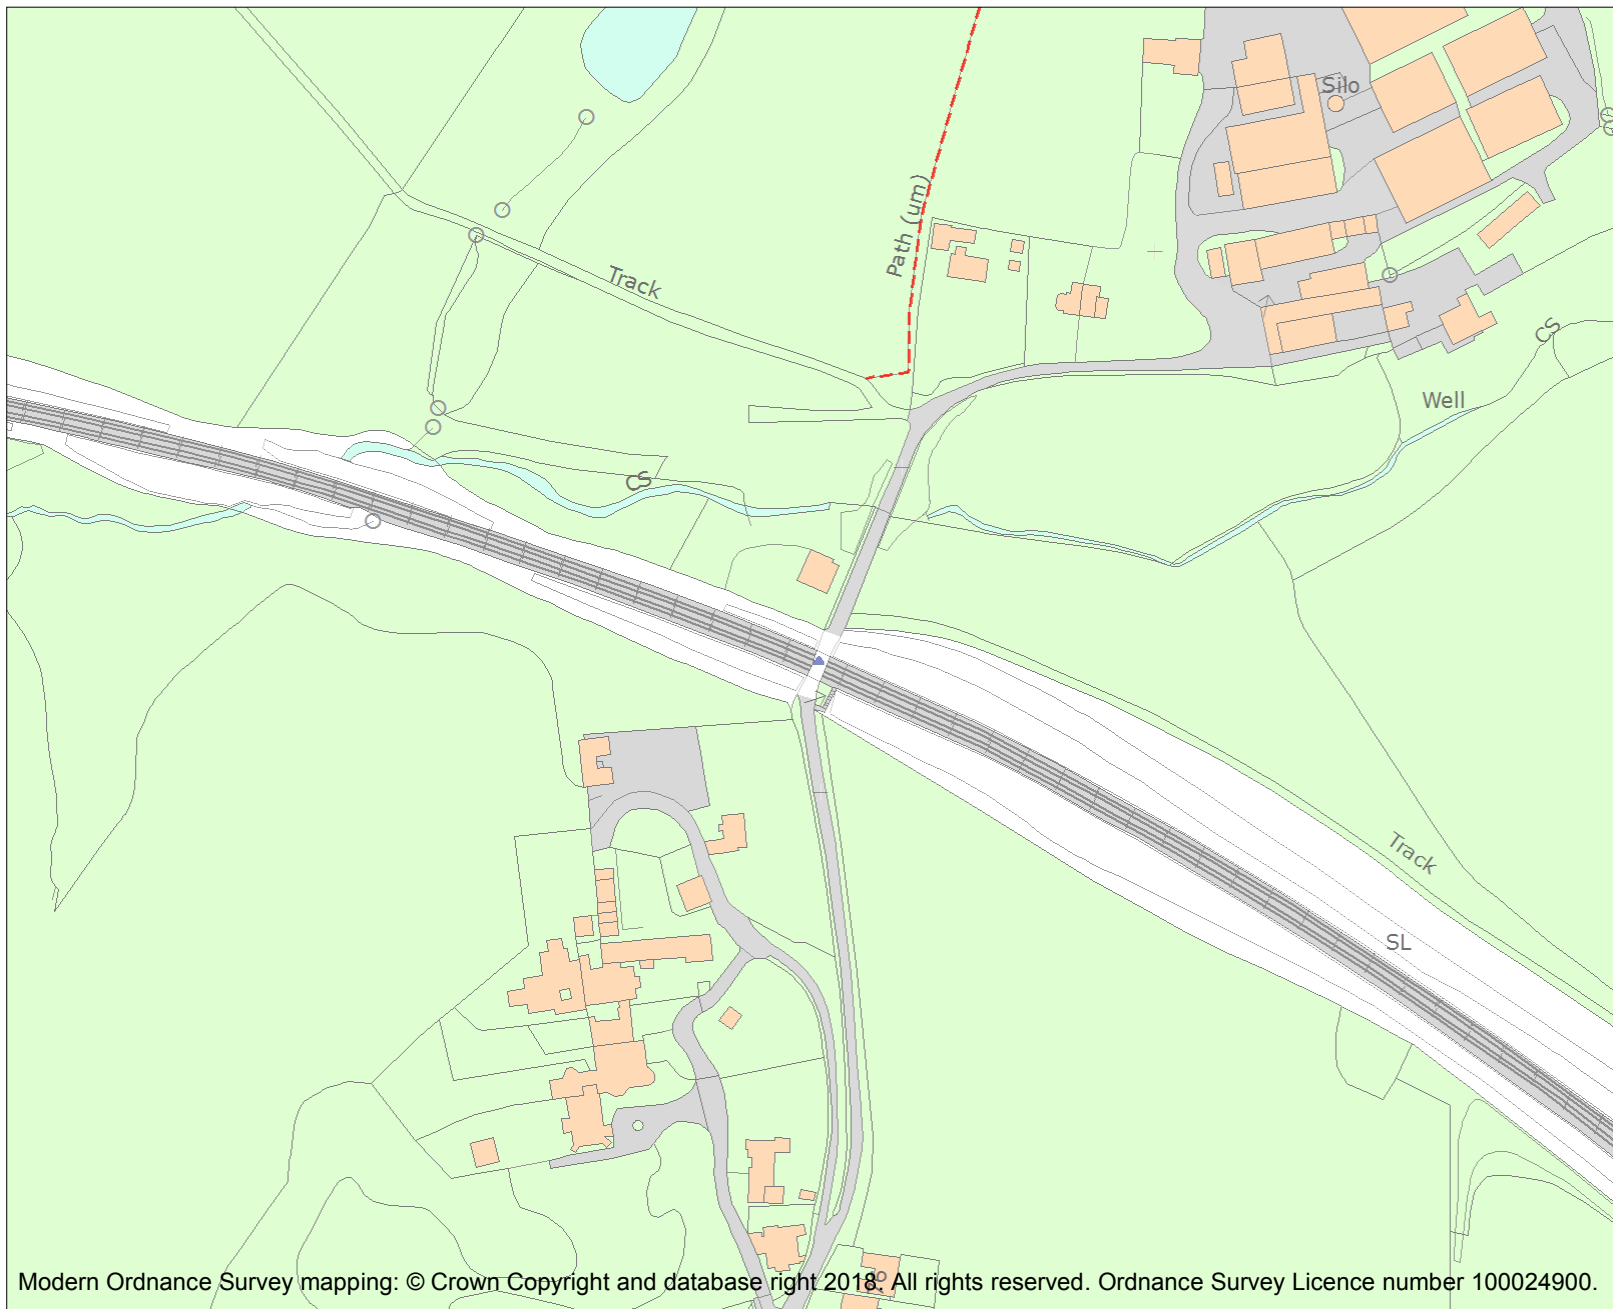 Silo
Path (um)
Track
CS
Well
CS
Track
SL
Modern Ordnance Survey mapping: © Crown Copyright and database right 2018. All rights reserved. Ordnance Survey Licence number 100024900.